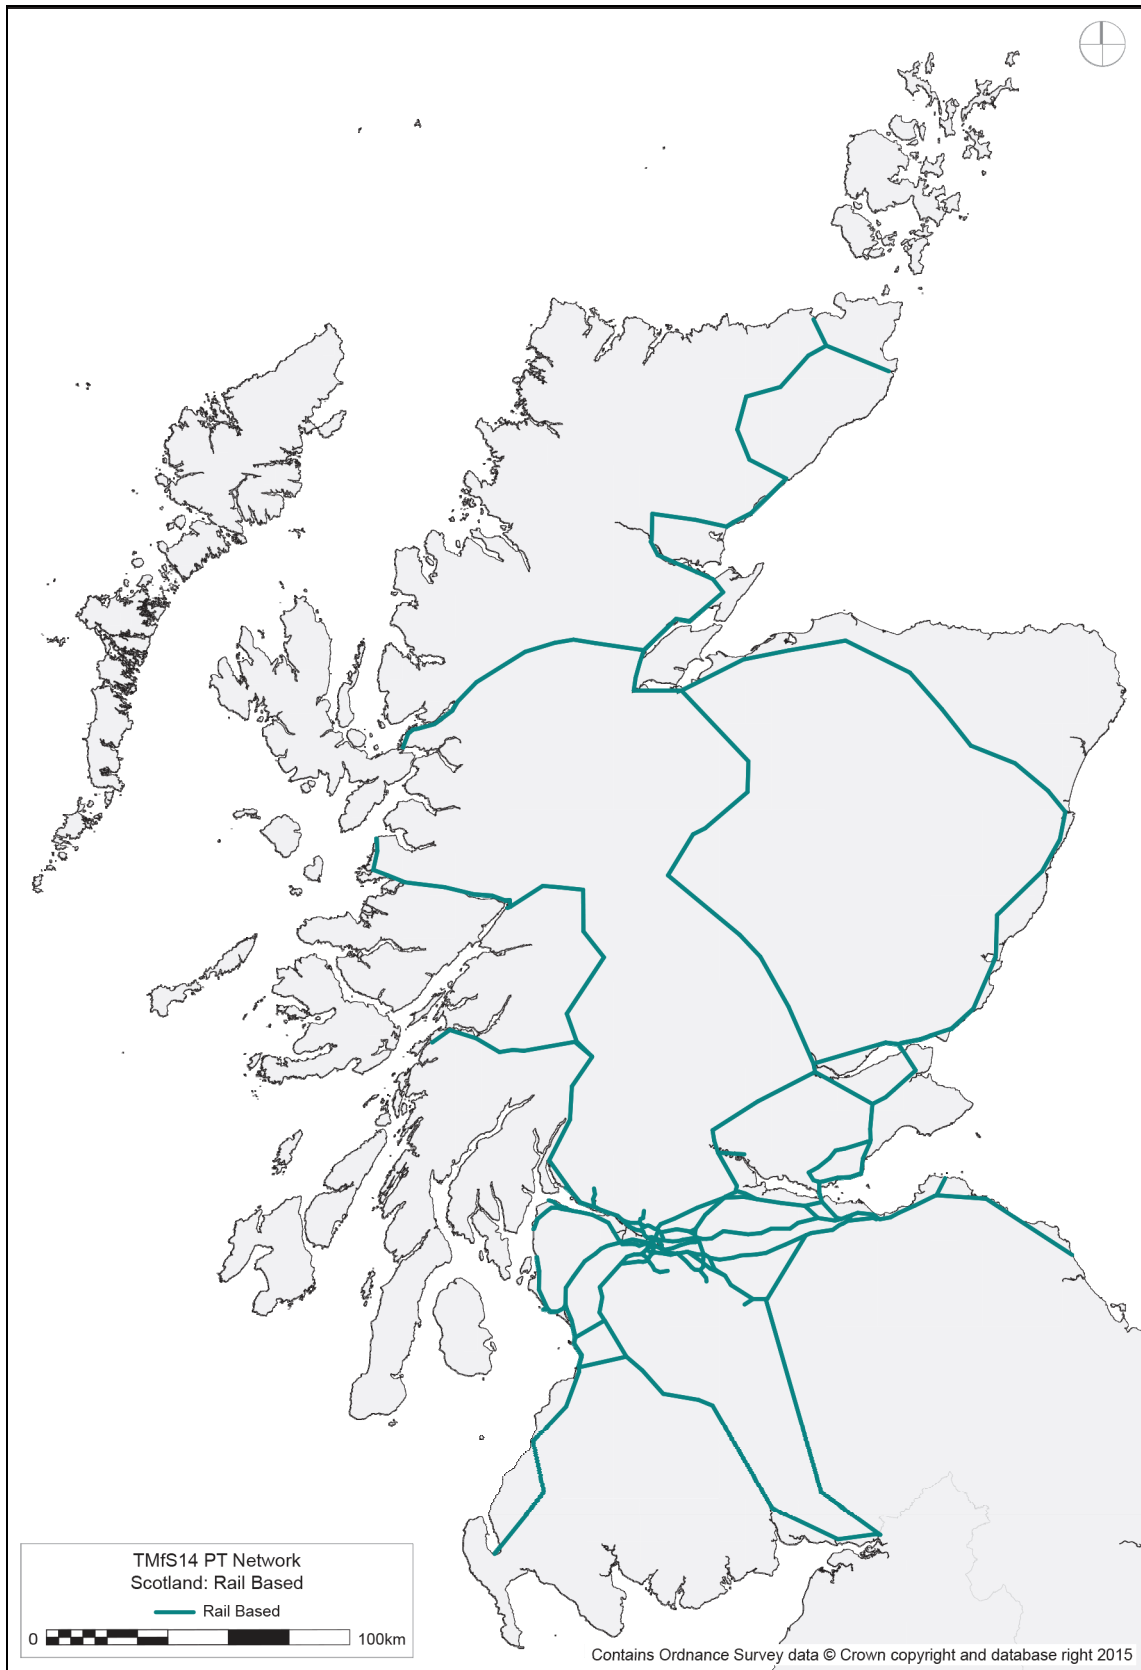 TMfS14 PT Network
Scotland: Rail Based
Rail Based
0 100km
Contains Ordnance Survey data © Crown copyright and database right 2015